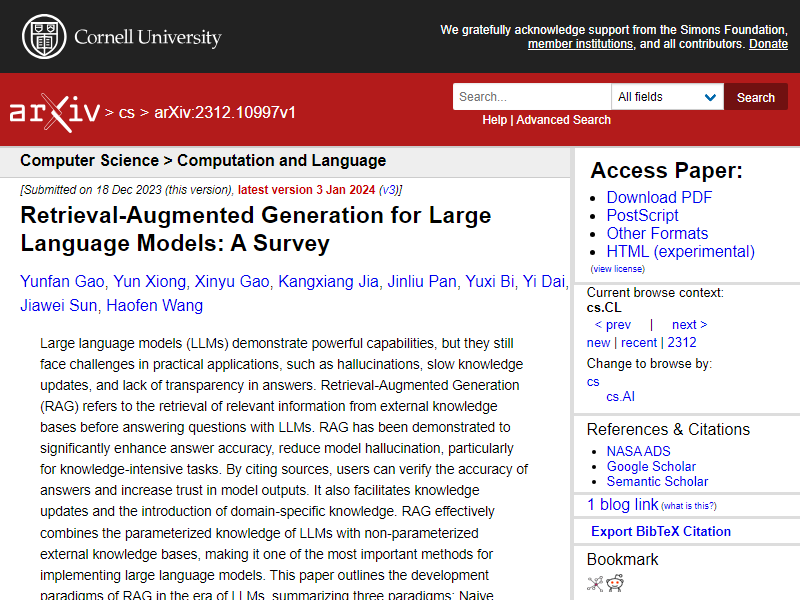 Cornell University
We gratefully acknowledge support from the Simons Foundation,
member institutions, and all contributors. Donate
arXiv > cs > arXiv:2312.10997v1
Search...
All fields
Search
Help | Advanced Search
Computer Science > Computation and Language
[Submitted on 18 Dec 2023 (this version), latest version 3 Jan 2024 (v3)]
Retrieval-Augmented Generation for Large
Language Models: A Survey
Yunfan Gao, Yun Xiong, Xinyu Gao, Kangxiang Jia, Jinliu Pan, Yuxi Bi, Yi Dai,
Jiawei Sun, Haofen Wang
Large language models (LLMs) demonstrate powerful capabilities, but they still
face challenges in practical applications, such as hallucinations, slow knowledge
updates, and lack of transparency in answers. Retrieval-Augmented Generation
(RAG) refers to the retrieval of relevant information from external knowledge
bases before answering questions with LLMs. RAG has been demonstrated to
significantly enhance answer accuracy, reduce model hallucination, particularly
for knowledge-intensive tasks. By citing sources, users can verify the accuracy of
answers and increase trust in model outputs. It also facilitates knowledge
updates and the introduction of domain-specific knowledge. RAG effectively
combines the parameterized knowledge of LLMs with non-parameterized
external knowledge bases, making it one of the most important methods for
implementing large language models. This paper outlines the development
paradigms of RAG in the era of LLMs, summarizing three paradigms: Naive
Access Paper:
Download PDF
PostScript
Other Formats
HTML (experimental)
(view license)
Current browse context:
cs.CL
< prev | next >
new | recent | 2312
Change to browse by:
cs
cs.AI
References & Citations
NASA ADS
Google Scholar
Semantic Scholar
1 blog link (what is this?)
Export BibTeX Citation
Bookmark